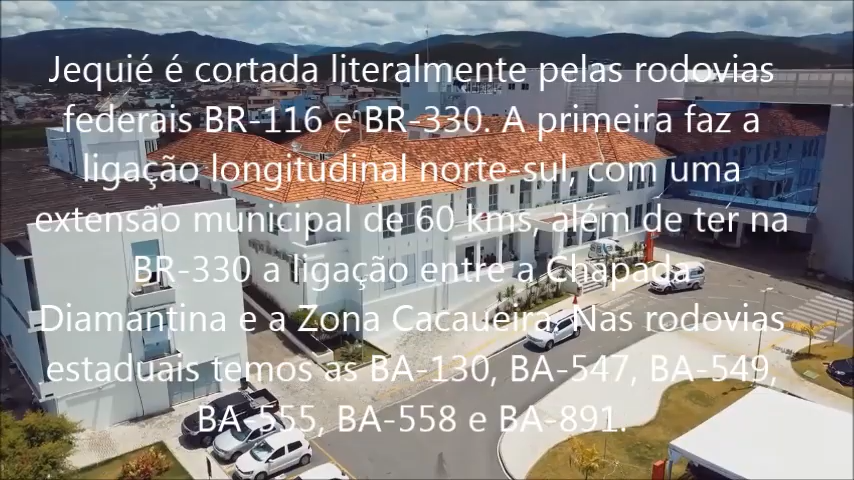 Jequié é cortada literalmente pelas rodovias
federais BR-116 e BR-330. A primeira faz a
ligação longitudinal norte-sul, com uma
extensão municipal de 60 kms, além de ter na
BR-330 a ligação entre a Chapada
Diamantina e a Zona Cacaueira. Nas rodovias
estaduais temos as BA-130, BA-547, BA-549,
BA-555, BA-558 e BA-891.